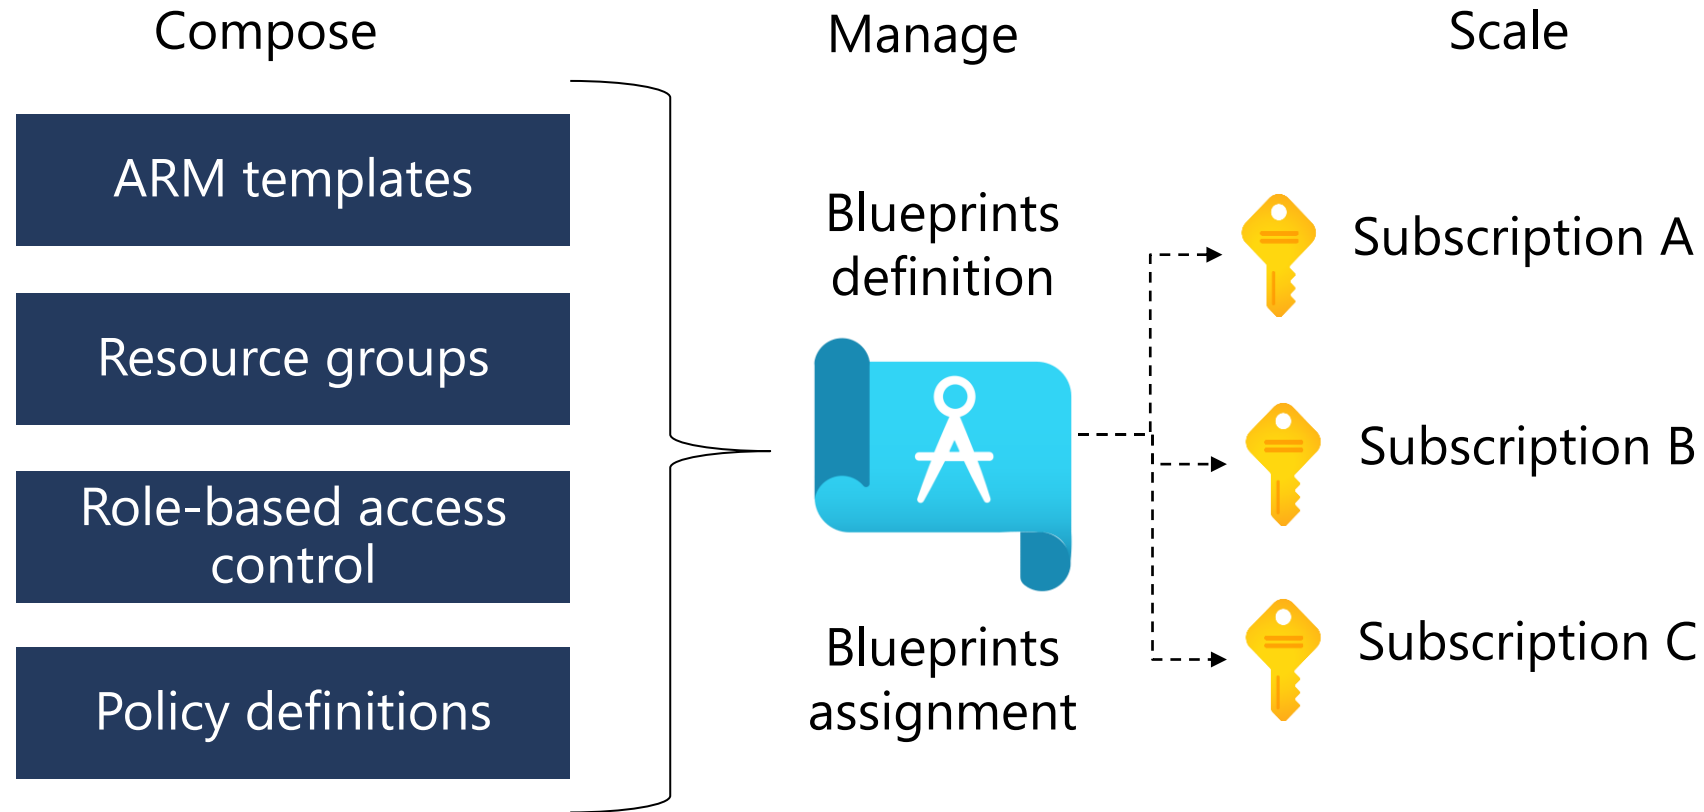 Compose
Manage
Scale
ARM templates
Resource groups
Role-based access
control
Policy definitions
Blueprints
definition
Blueprints
assignment
Subscription A
Subscription B
Subscription C